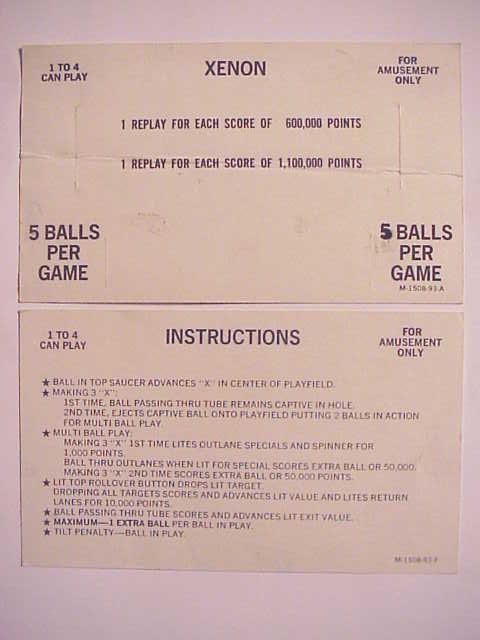 1 TO 4
CAN PLAY
XENON
FOR
AMUSEMENT
ONLY
1 REPLAY FOR EACH SCORE OF 600,000 POINTS
1 REPLAY FOR EACH SCORE OF 1,100,000 POINTS
5 BALLS
PER
GAME
5 BALLS
PER
GAME
M-1508-93-A
1 TO 4
CAN PLAY
INSTRUCTIONS
FOR
AMUSEMENT
ONLY
★ BALL IN TOP SAUCER ADVANCES "X" IN CENTER OF PLAYFIELD.
★ MAKING 3 "X":
1ST TIME, BALL PASSING THRU TUBE REMAINS CAPTIVE IN HOLE.
2ND TIME, EJECTS CAPTIVE BALL ONTO PLAYFIELD PUTTING 2 BALLS IN ACTION
FOR MULTI BALL PLAY.
★ MULTI BALL PLAY:
MAKING 3 "X" 1ST TIME LITES OUTLANE SPECIALS AND SPINNER FOR
1,000 POINTS.
BALL THRU OUTLANES WHEN LIT FOR SPECIAL SCORES EXTRA BALL OR 50,000.
MAKING 3 "X" 2ND TIME SCORES EXTRA BALL OR 50,000 POINTS.
★ LIT TOP ROLLOVER BUTTON DROPS LIT TARGET.
DROPPING ALL TARGETS SCORES AND ADVANCES LIT VALUE AND LITES RETURN
LANES FOR 10,000 POINTS.
★ BALL PASSING THRU TUBE SCORES AND ADVANCES LIT EXIT VALUE.
★ MAXIMUM—1 EXTRA BALL PER BALL IN PLAY.
★ TILT PENALTY—BALL IN PLAY.
M-1508-93-F